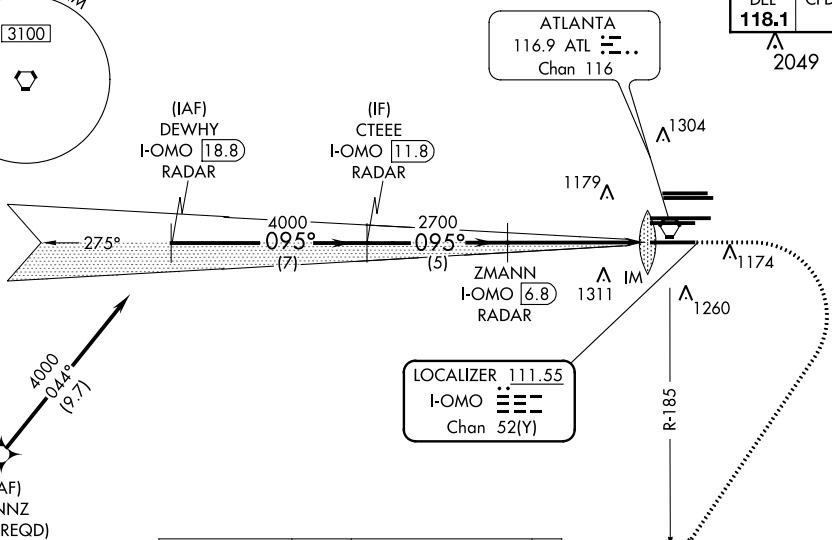 3100
DEL
118.1
2049
ATLANTA
116.9 ATL
Chan 116
1304
1179
(IAF)
DEWHY
I-OMO 18.8
RADAR
(IF)
CTEEE
I-OMO 11.8
RADAR
275°
4000
095°
(7)
2700
095°
(5)
ZMANN
I-OMO 6.8
RADAR
1311
IM
1174
1260
4000
044°
(9.7)
LOCALIZER 111.55
I-OMO
Chan 52(Y)
R-185
AF)
NNZ
REQD)